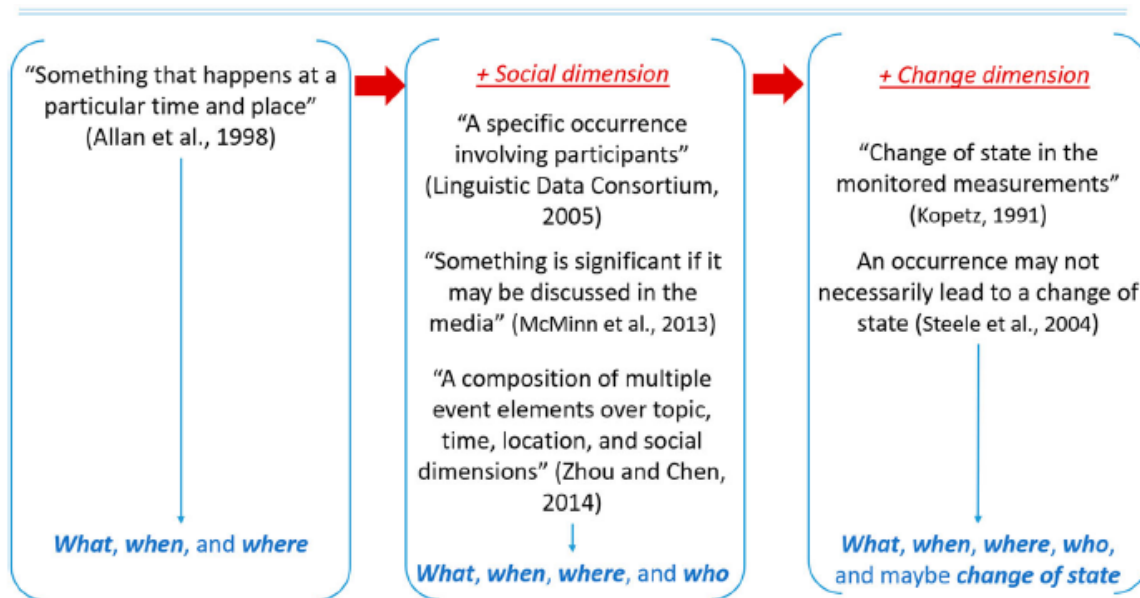 “Something that happens at a
particular time and place”
(Allan et al., 1998)
What, when, and where
+ Social dimension
“A specific occurrence
involving participants”
(Linguistic Data Consortium,
2005)
“Something is significant if it
may be discussed in the
media” (McMinn et al., 2013)
“A composition of multiple
event elements over topic,
time, location, and social
dimensions” (Zhou and Chen,
2014)
What, when, where, and who
+ Change dimension
“Change of state in the
monitored measurements”
(Kopetz, 1991)
An occurrence may not
necessarily lead to a change of
state (Steele et al., 2004)
What, when, where, who,
and maybe change of state